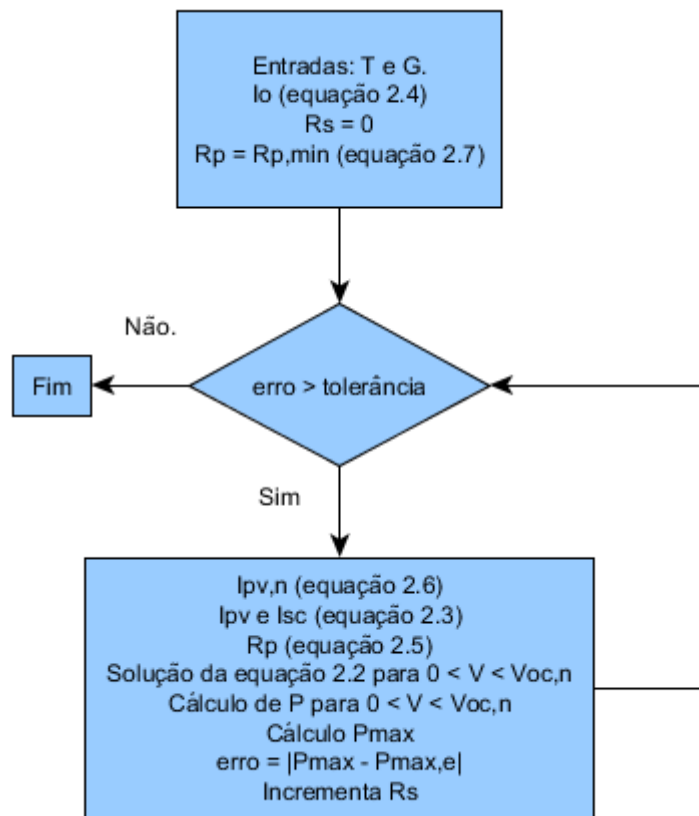 Entradas: T e G.
Io (equação 2.4)
Rs = 0
Rp = Rp,min (equação 2.7)
Não.
Fim
erro > tolerância
Sim
Ipv,n (equação 2.6)
Ipv e Isc (equação 2.3)
Rp (equação 2.5)
Solução da equação 2.2 para 0 < V < Voc,n
Cálculo de P para 0 < V < Voc,n
Cálculo Pmax
erro = |Pmax - Pmax,e|
Incrementa Rs